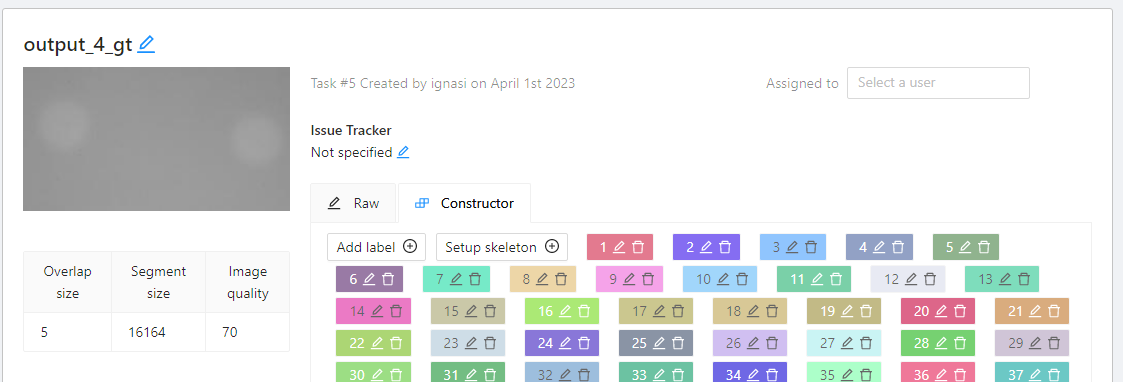 output_4_gt
Task #5 Created by ignasi on April 1st 2023
Assigned to
Select a user
Issue Tracker
Not specified
Raw
Constructor
Add label
Setup skeleton
1 2 3 4 5
6 7 8 9 10 11 12 13
14 15 16 17 18 19 20 21
22 23 24 25 26 27 28 29
30 31 32 33 34 35 36 37
Overlap size
Segment size
Image quality
5
16164
70